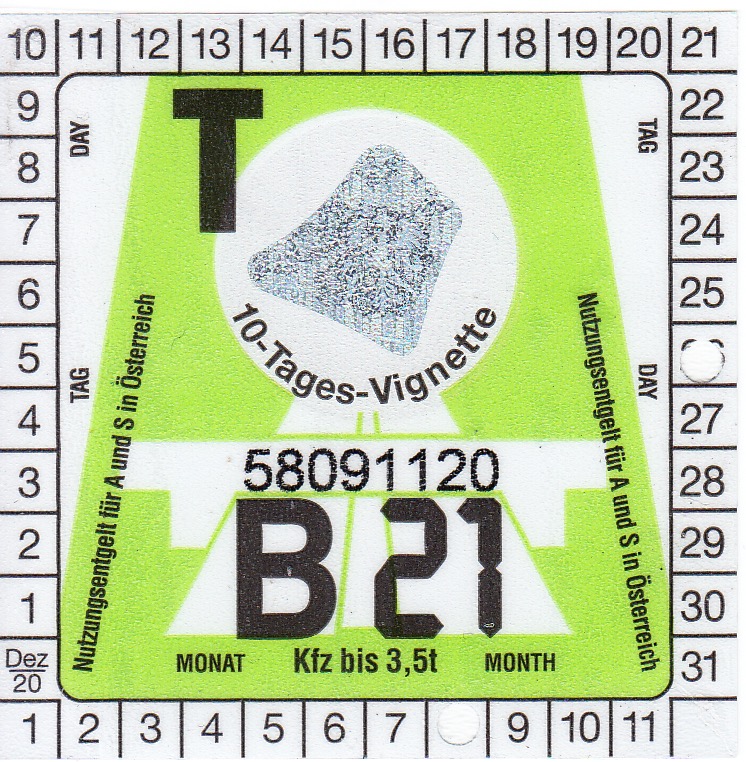 10 11 12 13 14 15 16 17 18 19 20 21
9 22
DAY TAG
8 23
7 24
6 25
5
4 27
3 28
2 29
1 30
Dez 20 31
1 2 3 4 5 6 7 9 10 11
T
10-Tages-Vignette
TAG DAY
Nutzungsentgelt für A und S in Österreich
Nutzungsentgelt für A und S in Österreich
58091120
B 21
MONAT Kfz bis 3,5t MONTH